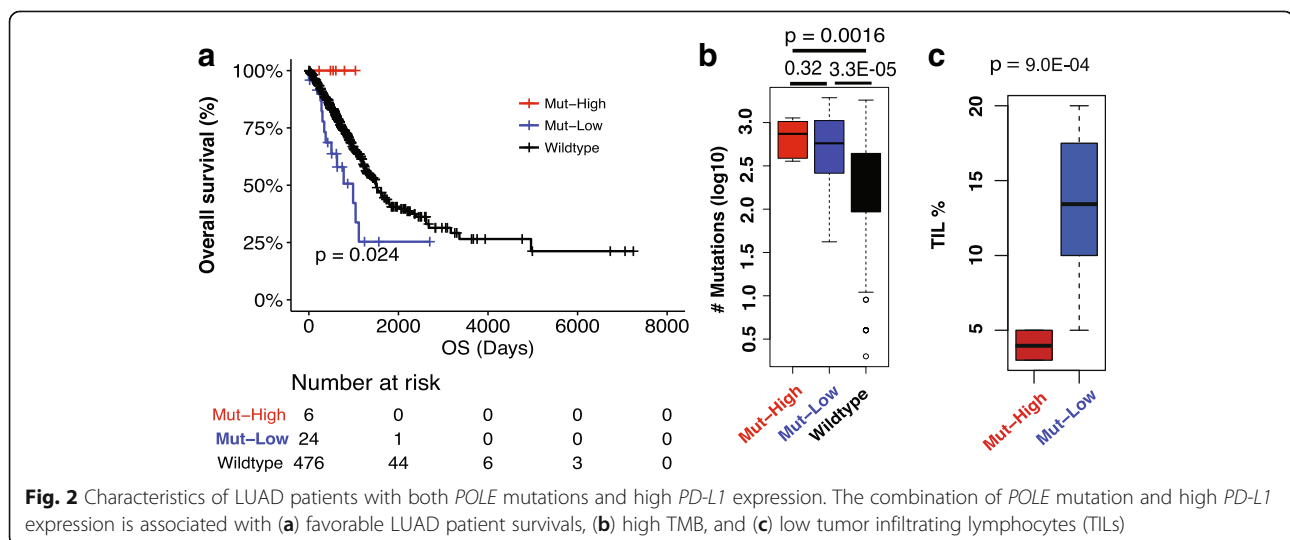 a
100%
75%
50%
25%
0%
Overall survival (%)
Mut-High
Mut-Low
Wildtype
p = 0.024
0 2000 4000 6000 8000
OS (Days)
Number at risk
Mut-High 6 0 0 0 0
Mut-Low 24 1 0 0 0
Wildtype 476 44 6 3 0
b
p = 0.0016
0.32 3.3E-05
# Mutations (log10)
3.0
2.5
2.0
1.5
1.0
0.5
Mut-High
Mut-Low
Wildtype
c
p = 9.0E-04
TIL %
20
15
10
5
Mut-High
Mut-Low
Fig. 2 Characteristics of LUAD patients with both POLE mutations and high PD-L1 expression. The combination of POLE mutation and high PD-L1
expression is associated with (a) favorable LUAD patient survivals, (b) high TMB, and (c) low tumor infiltrating lymphocytes (TILs)